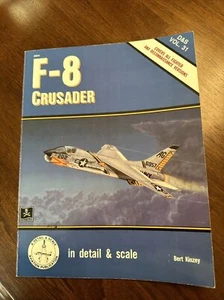 D&S
VOL. 31
COVERS ALL FIGHTER
AND RECONNAISSANCE VERSIONS
F-8
CRUSADER
in detail & scale
Bert Kinzey